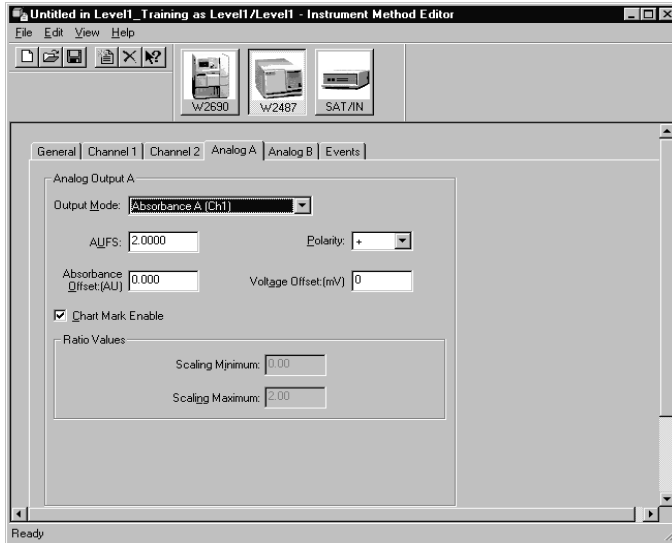 Untitled in Level1_Training as Level1/Level1 - Instrument Method Editor
File Edit View Help
W2690 W2487 SAT/IN
General Channel 1 Channel 2 Analog A Analog B Events
Analog Output A
Output Mode: Absorbance A (Ch1)
AUFS: 2.0000 Polarity: +
Absorbance Offset:(AU) 0.000 Voltage Offset:(mV) 0
Chart Mark Enable
Ratio Values
Scaling Minimum: 0.00
Scaling Maximum: 2.00
Ready